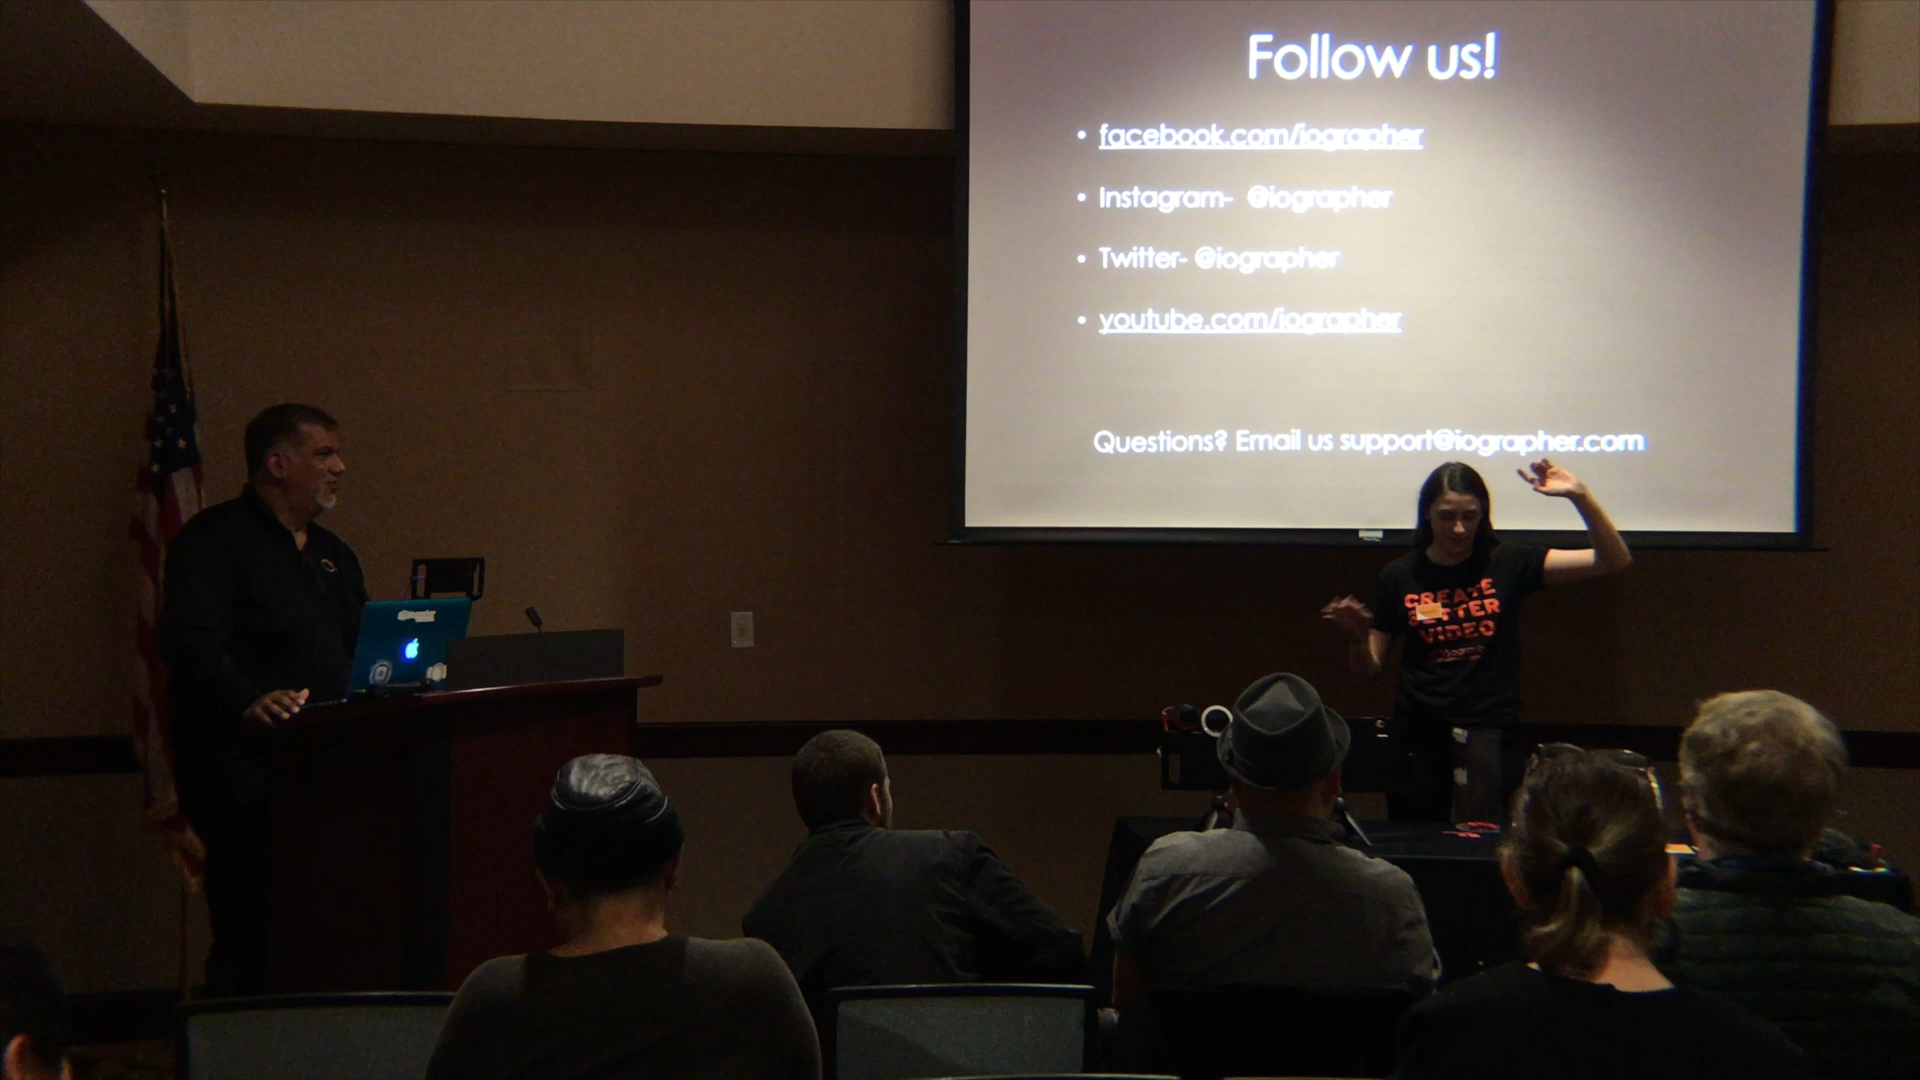 Follow us!
• facebook.com/iographer
• Instagram- @iographer
• Twitter- @iographer
• youtube.com/iographer
Questions? Email us support@iographer.com
CREATE
BETTER
VIDEO